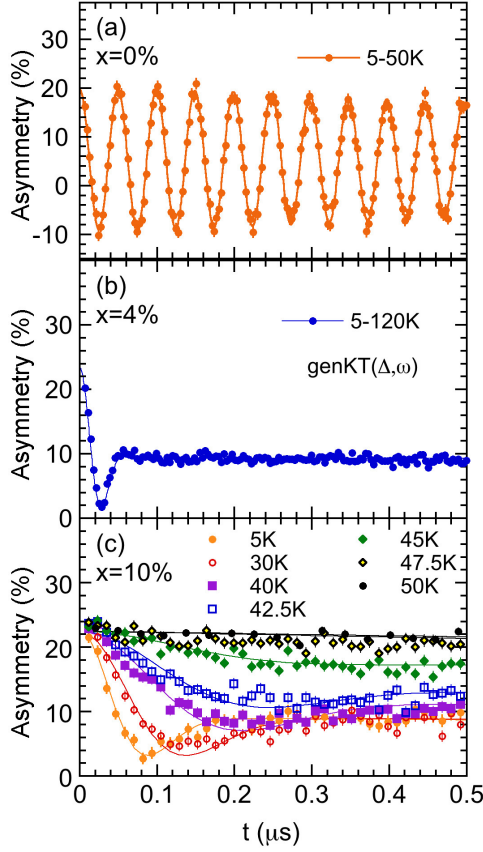 (a)
x=0%
5-50K
Asymmetry (%)
30
20
10
0
-10
(b)
x=4%
5-120K
genKT(Δ,ω)
Asymmetry (%)
30
20
10
0
(c)
x=10%
5K
30K
40K
42.5K
45K
47.5K
50K
Asymmetry (%)
30
20
10
0
0 0.1 0.2 0.3 0.4 0.5
t (μs)